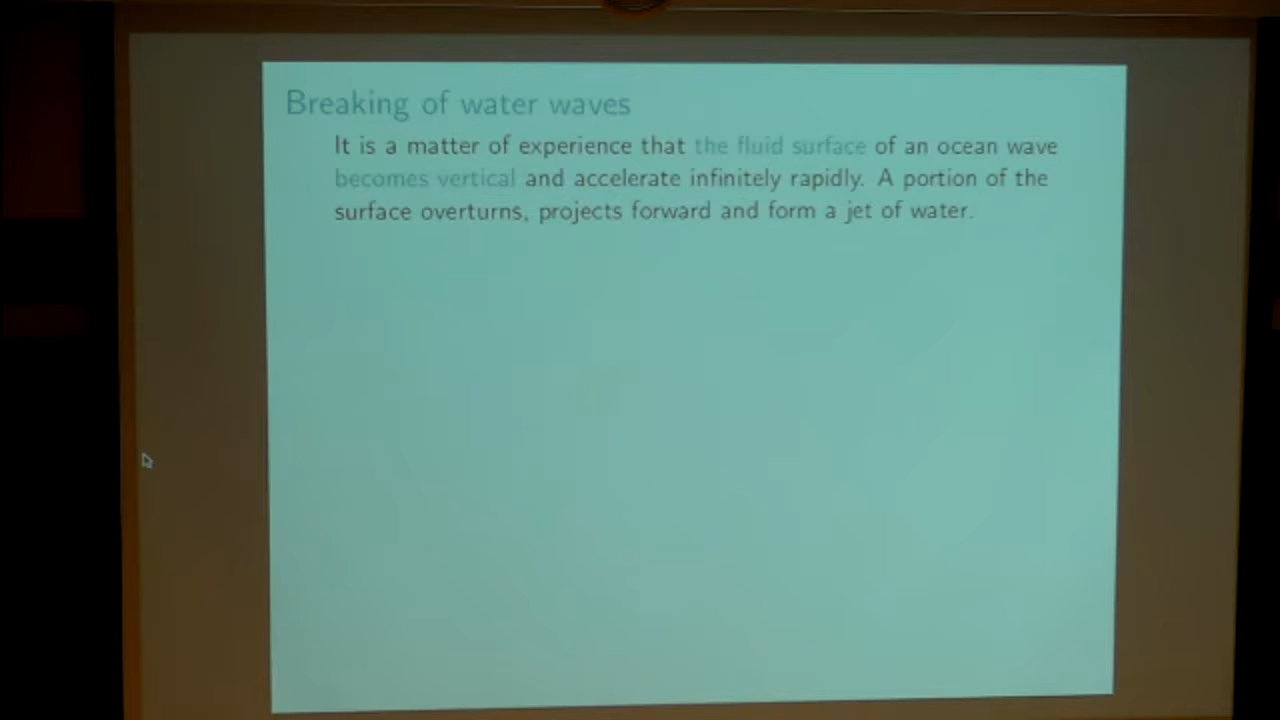 Breaking of water waves
It is a matter of experience that the fluid surface of an ocean wave
becomes vertical and accelerate infinitely rapidly. A portion of the
surface overturns, projects forward and form a jet of water.